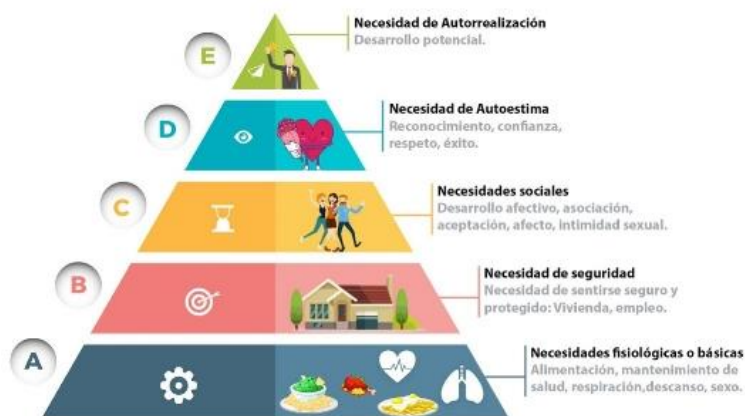 E
Necesidad de Autorrealización
Desarrollo potencial.
D
Necesidad de Autoestima
Reconocimiento, confianza,
respeto, éxito.
C
Necesidades sociales
Desarrollo afectivo, asociación,
aceptación, afecto, intimidad sexual.
B
Necesidad de seguridad
Necesidad de sentirse seguro y
protegido: Vivienda, empleo.
A
Necesidades fisiológicas o básicas
Alimentación, mantenimiento de
salud, respiración,descanso, sexo.